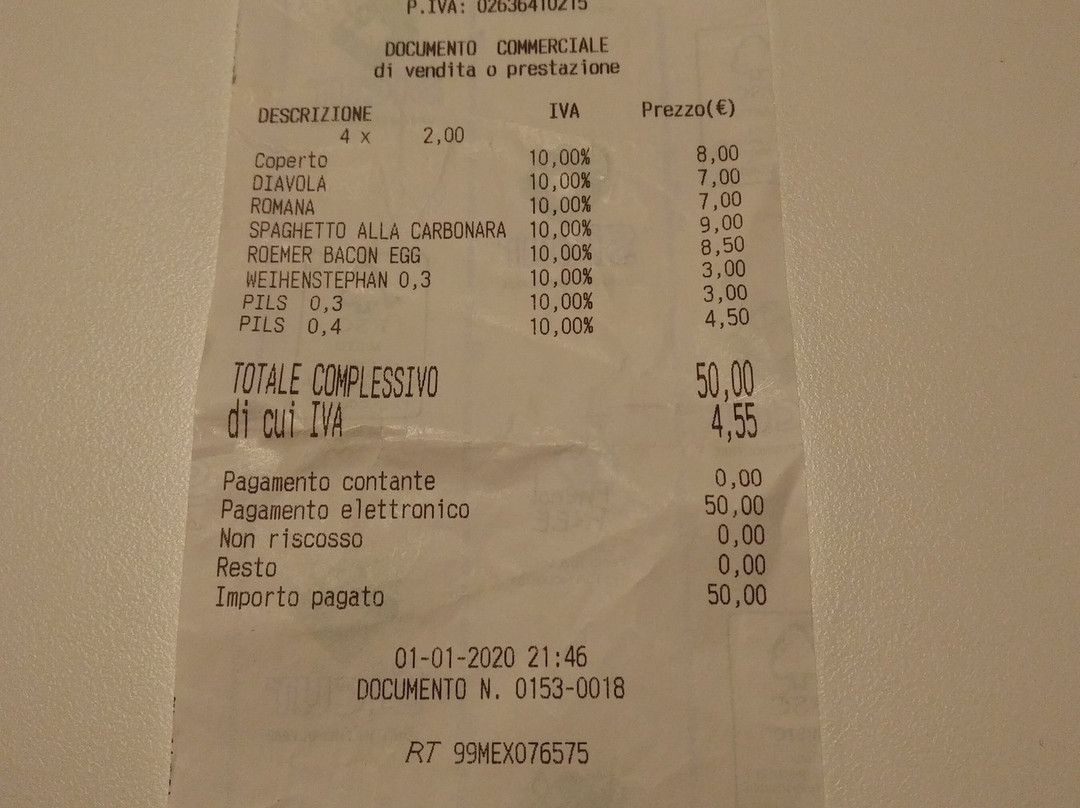 P.IVA: 02636410215
DOCUMENTO COMMERCIALE
di vendita o prestazione
DESCRIZIONE IVA Prezzo(€)
4 x 2,00
Coperto 10,00% 8,00
DIAVOLA 10,00% 7,00
ROMANA 10,00% 7,00
SPAGHETTO ALLA CARBONARA 10,00% 9,00
ROEMER BACON EGG 10,00% 8,50
WEIHENSTEPHAN 0,3 10,00% 3,00
PILS 0,3 10,00% 3,00
PILS 0,4 10,00% 4,50
TOTALE COMPLESSIVO 50,00
di cui IVA 4,55
Pagamento contante 0,00
Pagamento elettronico 50,00
Non riscosso 0,00
Resto 0,00
Importo pagato 50,00
01-01-2020 21:46
DOCUMENTO N. 0153-0018
RT 99MEX076575